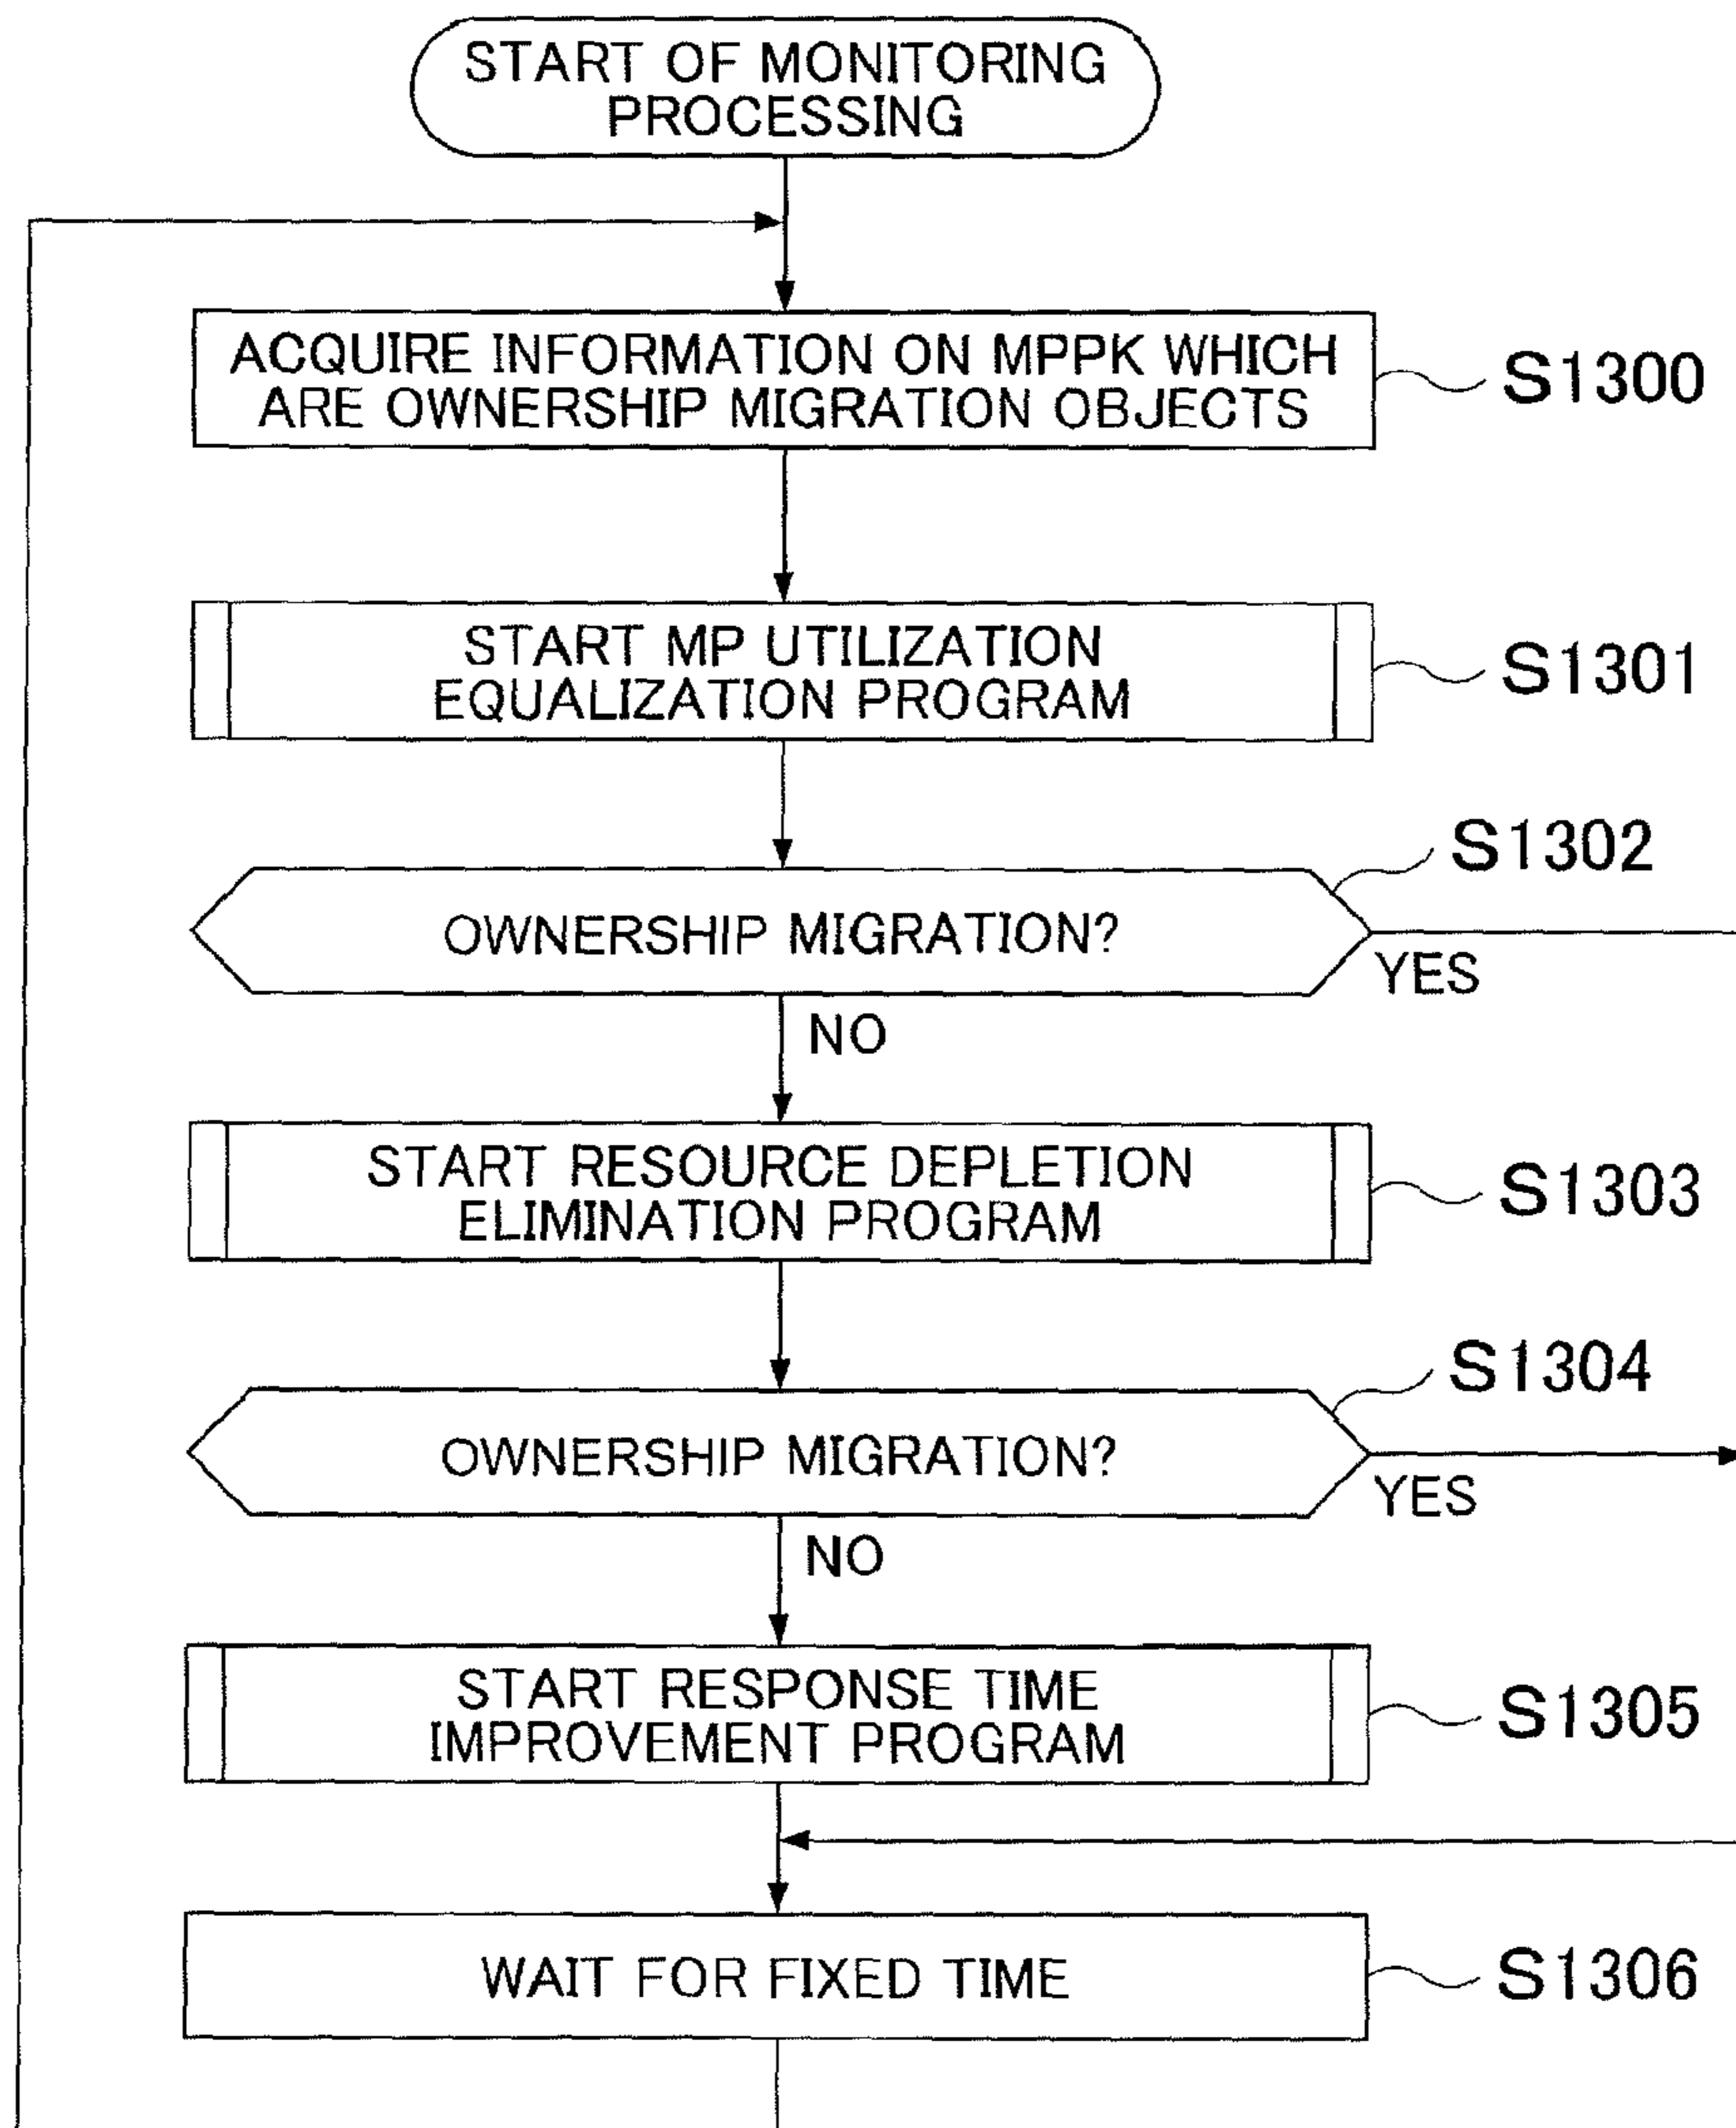 START OF MONITORING
PROCESSING
ACQUIRE INFORMATION ON MPPK WHICH
ARE OWNERSHIP MIGRATION OBJECTS
S1300
START MP UTILIZATION
EQUALIZATION PROGRAM
S1301
S1302
OWNERSHIP MIGRATION?
YES
NO
START RESOURCE DEPLETION
ELIMINATION PROGRAM
S1303
S1304
OWNERSHIP MIGRATION?
YES
NO
START RESPONSE TIME
IMPROVEMENT PROGRAM
S1305
WAIT FOR FIXED TIME
S1306